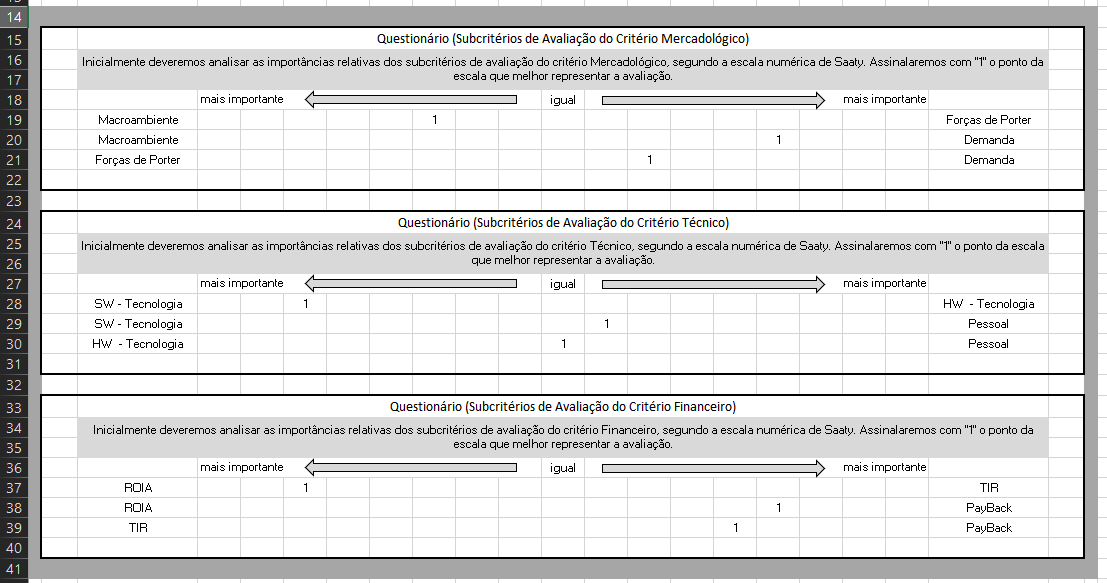 14
15 Questionário (Subcritérios de Avaliação do Critério Mercadológico)
16 Inicialmente deveremos analisar as importâncias relativas dos subcritérios de avaliação do critério Mercadológico, segundo a escala numérica de Saaty. Assinalaremos com "1" o ponto da
17 escala que melhor representar a avaliação.
18 mais importante igual mais importante
19 Macroambiente 1 Forças de Porter
20 Macroambiente 1 Demanda
21 Forças de Porter 1 Demanda
22
23
24 Questionário (Subcritérios de Avaliação do Critério Técnico)
25 Inicialmente deveremos analisar as importâncias relativas dos subcritérios de avaliação do critério Técnico, segundo a escala numérica de Saaty. Assinalaremos com "1" o ponto da escala
26 que melhor representar a avaliação.
27 mais importante igual mais importante
28 SW - Tecnologia 1 HW - Tecnologia
29 SW - Tecnologia 1 Pessoal
30 HW - Tecnologia 1 Pessoal
31
32
33 Questionário (Subcritérios de Avaliação do Critério Financeiro)
34 Inicialmente deveremos analisar as importâncias relativas dos subcritérios de avaliação do critério Financeiro, segundo a escala numérica de Saaty. Assinalaremos com "1" o ponto da
35 escala que melhor representar a avaliação.
36 mais importante igual mais importante
37 ROIA 1 TIR
38 ROIA 1 PayBack
39 TIR 1 PayBack
40
41